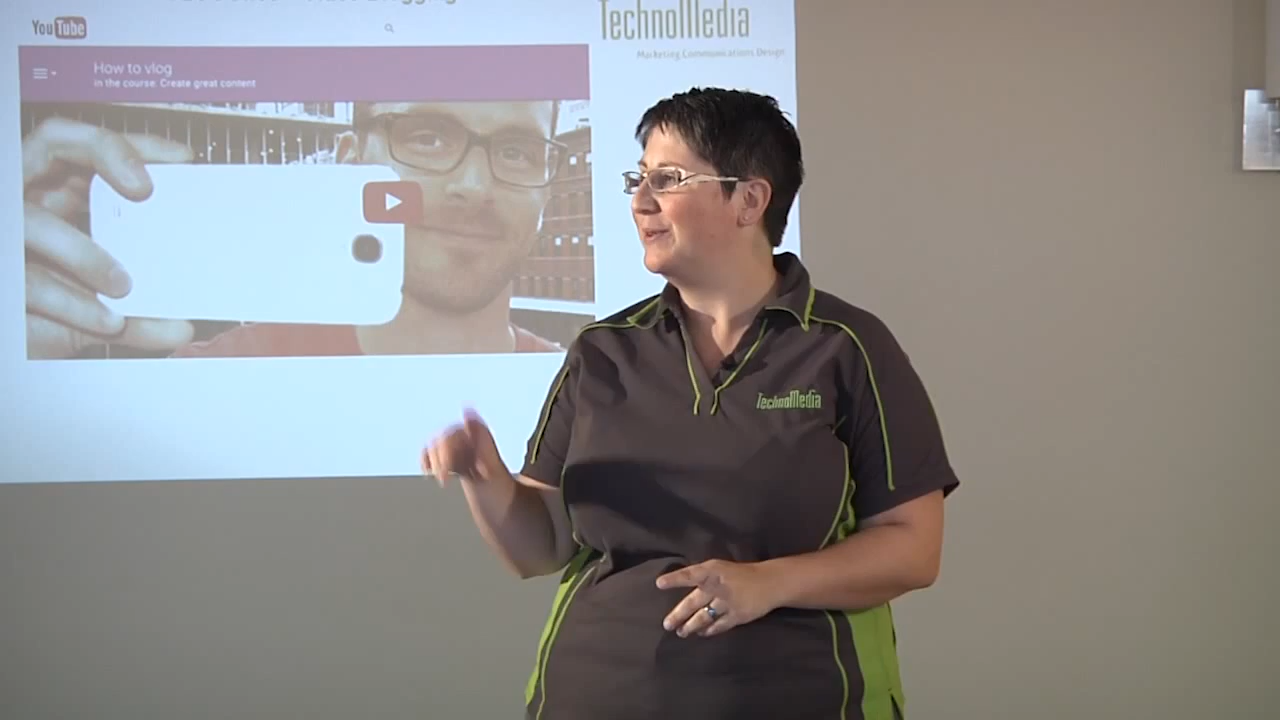 YouTube
TechnoMedia
Marketing Communications Design
How to vlog
in the course: Create great content
TechnoMedia